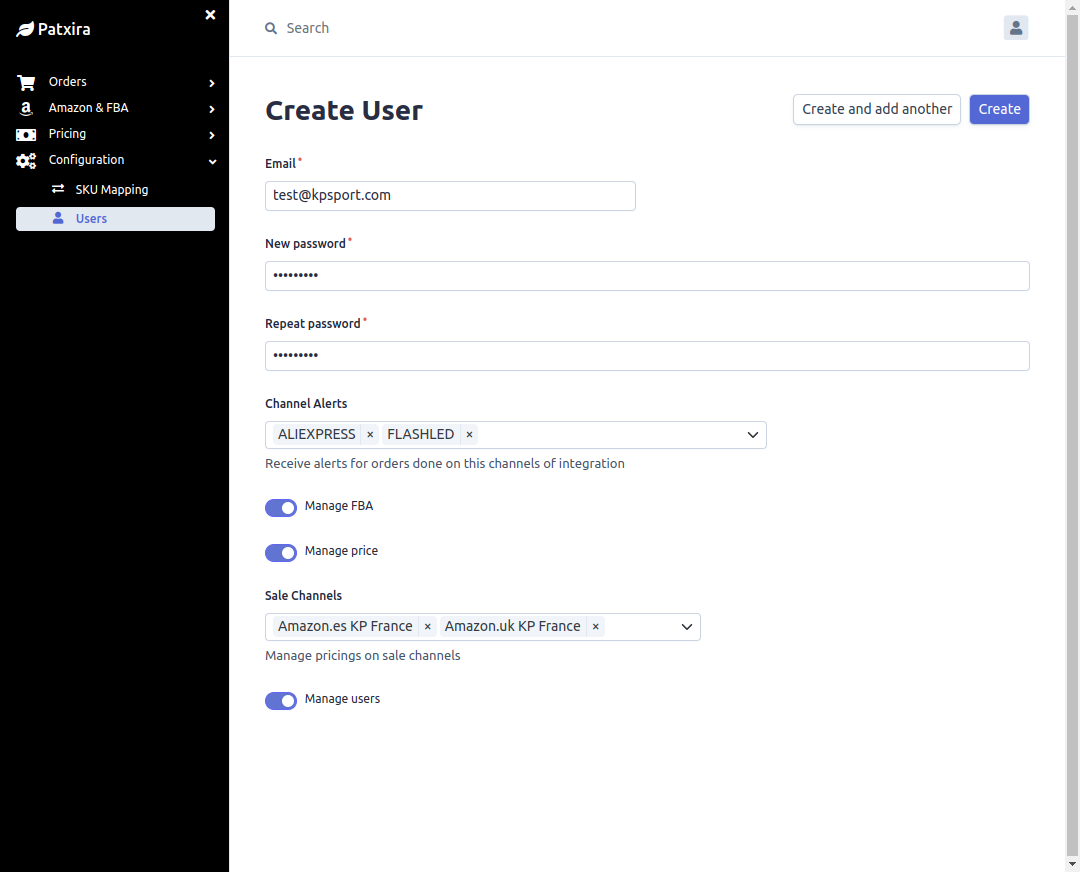 Patxira
Orders
Amazon & FBA
Pricing
Configuration
SKU Mapping
Users
Search
Create User
Create and add another
Create
Email*
test@kpsport.com
New password*
•••••••••
Repeat password*
•••••••••
Channel Alerts
ALIEXPRESS × FLASHLED ×
Receive alerts for orders done on this channels of integration
Manage FBA
Manage price
Sale Channels
Amazon.es KP France × Amazon.uk KP France ×
Manage pricings on sale channels
Manage users